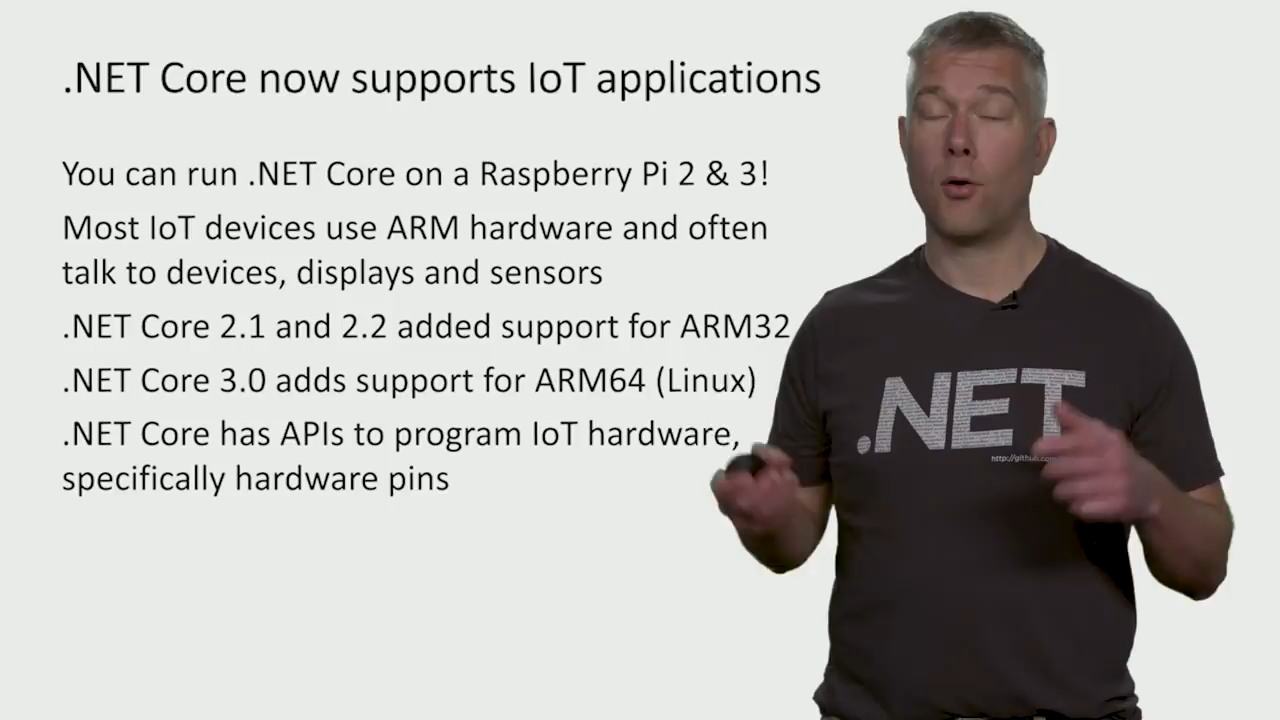 .NET Core now supports IoT applications
You can run .NET Core on a Raspberry Pi 2 & 3!
Most IoT devices use ARM hardware and often
talk to devices, displays and sensors
.NET Core 2.1 and 2.2 added support for ARM32
.NET Core 3.0 adds support for ARM64 (Linux)
.NET Core has APIs to program IoT hardware,
specifically hardware pins
.NET